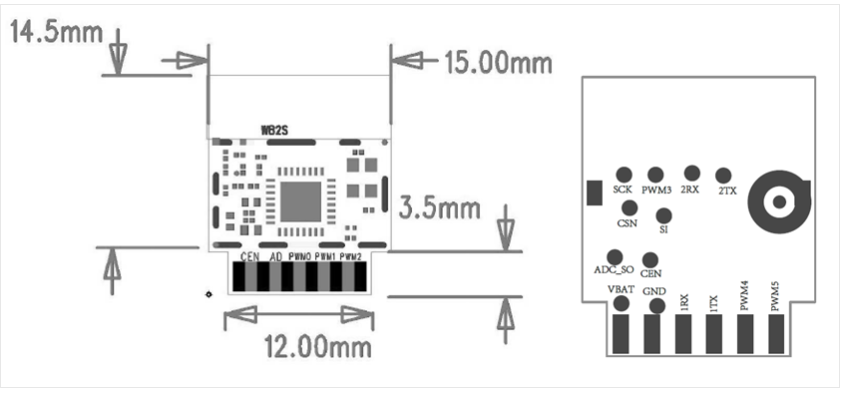 14.5mm
15.00mm
WB2S
3.5mm
CEN AD PWM0 PWM1 PWM2
12.00mm
SCK PWM3 2RX 2TX
CSN SI
ADC_SO CEN
VBAT GND 1RX 1TX PWM4 PWM5